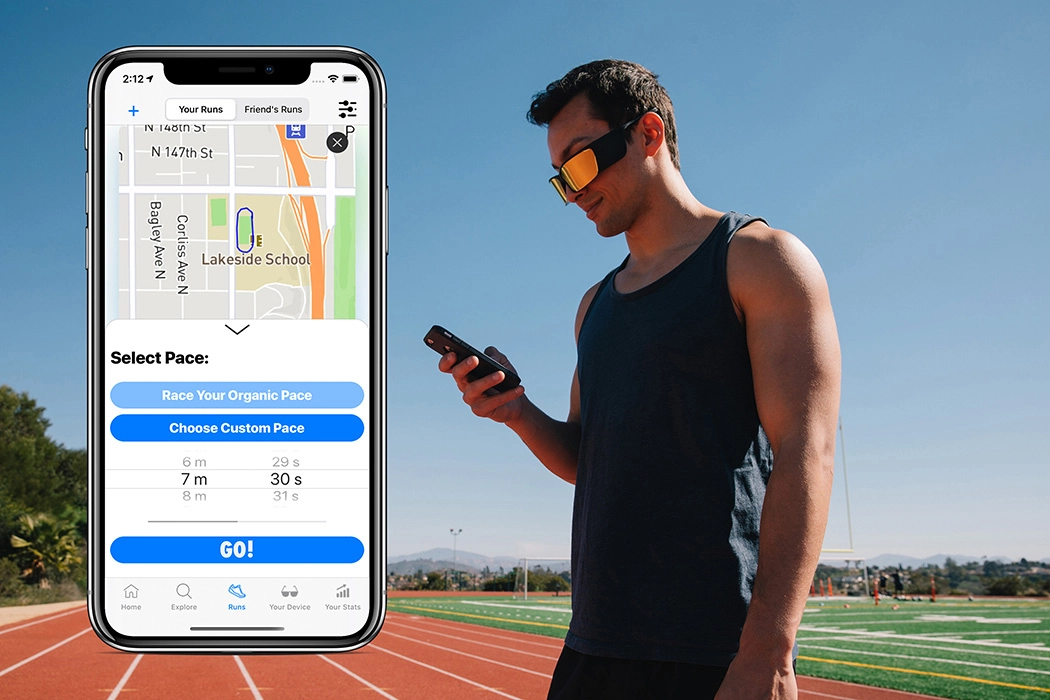 2:12
Your Runs
Friend's Runs
N 148th St
P
N 147th St
Bagley Ave N
Corliss Ave N
Lakeside School
Select Pace:
Race Your Organic Pace
Choose Custom Pace
6 m 29 s
7 m 30 s
8 m 31 s
GO!
Home
Explore
Runs
Your Device
Your Stats